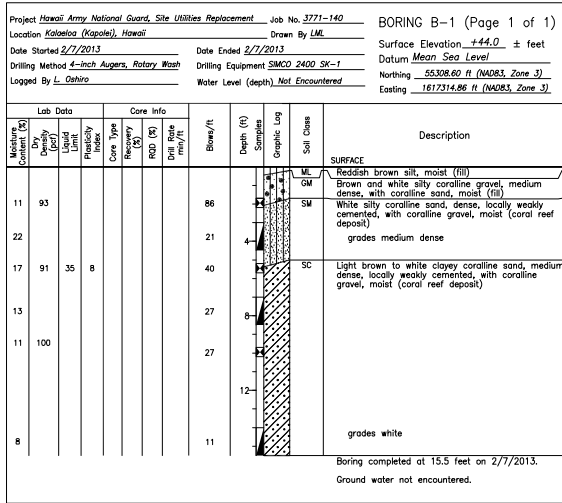 Project Hawaii Army National Guard, Site Utilities Replacement Job No. 3771-140
Location Kalaeloa (Kapolei), Hawaii Drawn By LML
Date Started 2/7/2013 Date Ended 2/7/2013
Drilling Method 4-inch Augers, Rotary Wash Drilling Equipment SIMCO 2400 SK-1
Logged By L. Oshiro Water Level (depth) Not Encountered
BORING B-1 (Page 1 of 1)
Surface Elevation +44.0 ± feet
Datum Mean Sea Level
Northing 55308.60 ft (NAD83, Zone 3)
Easting 1617314.86 ft (NAD83, Zone 3)
Lab Data Core Info
Moisture Content (%)
Dry Density (pcf)
Liquid Limit
Plasticity Index
Core Type
Recovery (%)
RQD (%)
Drill Rate min/ft
Blows/ft
Depth (ft)
Samples
Graphic Log
Soil Class
Description
SURFACE
ML Reddish brown silt, moist (fill)
GM Brown and white silty coralline gravel, medium
dense, with coralline sand, moist (fill)
11 93 86 SM White silty coralline sand, dense, locally weakly
cemented, with coralline gravel, moist (coral reef
deposit)
22 21 4 grades medium dense
17 91 35 8 40 SC Light brown to white clayey coralline sand, medium
dense, locally weakly cemented, with coralline
gravel, moist (coral reef deposit)
13 27 8
11 100 27
12
grades white
8 11
Boring completed at 15.5 feet on 2/7/2013.
Ground water not encountered.